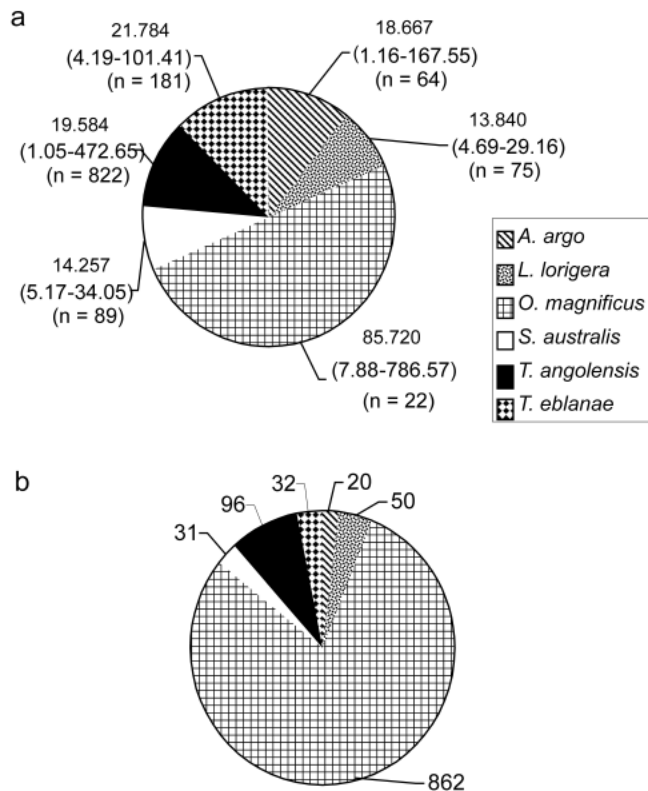 a
21.784
(4.19-101.41)
(n = 181)
18.667
(1.16-167.55)
(n = 64)
19.584
(1.05-472.65)
(n = 822)
13.840
(4.69-29.16)
(n = 75)
14.257
(5.17-34.05)
(n = 89)
85.720
(7.88-786.57)
(n = 22)
A. argo
L. lorigera
O. magnificus
S. australis
T. angolensis
T. eblanae
b
32
20
50
96
31
862